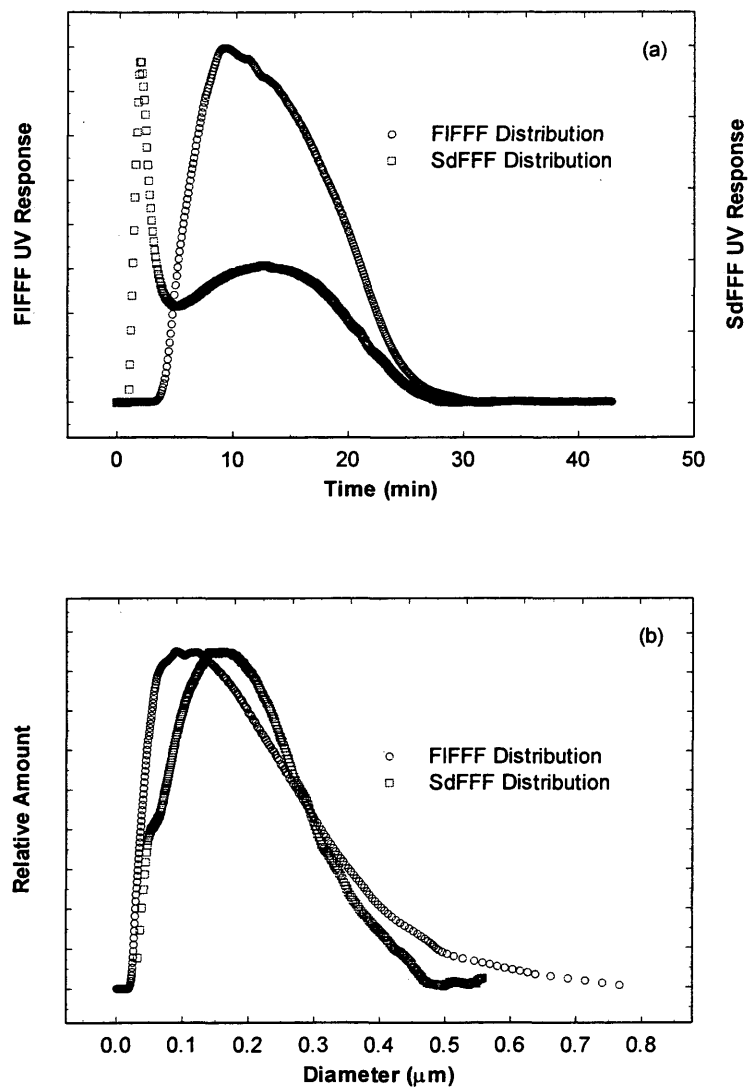 (a)
FlFFF Distribution
SdFFF Distribution
FlFFF UV Response
SdFFF UV Response
0 10 20 30 40 50
Time (min)
(b)
FlFFF Distribution
SdFFF Distribution
Relative Amount
0.0 0.1 0.2 0.3 0.4 0.5 0.6 0.7 0.8
Diameter (μm)